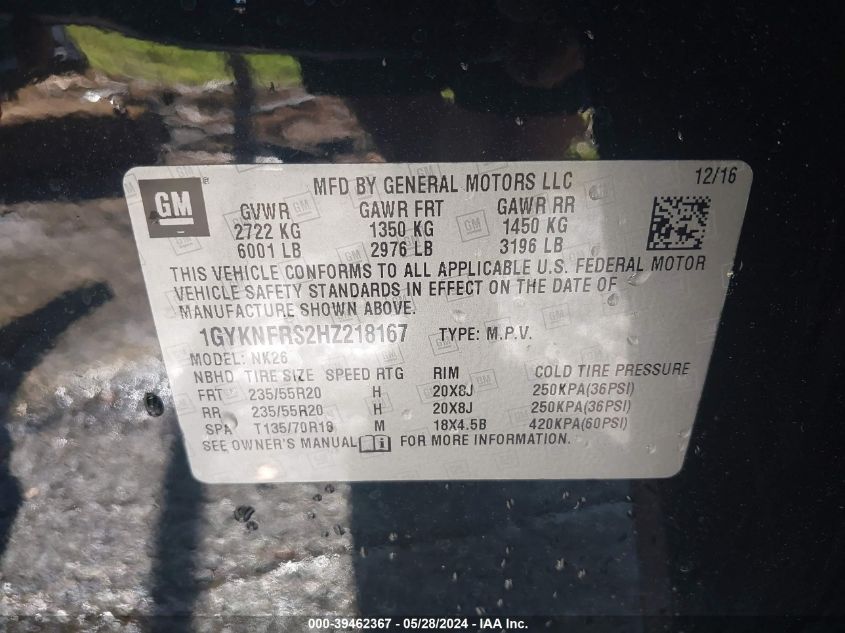 GM
MFD BY GENERAL MOTORS LLC
12/16
GVWR GAWR FRT GAWR RR
2722 KG 1350 KG 1450 KG
6001 LB 2976 LB 3196 LB
THIS VEHICLE CONFORMS TO ALL APPLICABLE U.S. FEDERAL MOTOR
VEHICLE SAFETY STANDARDS IN EFFECT ON THE DATE OF
MANUFACTURE SHOWN ABOVE.
1GYKNFRS2HZ218167 TYPE: M.P.V.
MODEL: NK26
NBHD TIRE SIZE SPEED RTG RIM COLD TIRE PRESSURE
FRT 235/55R20 H 20X8J 250KPA(36PSI)
RR 235/55R20 H 20X8J 250KPA(36PSI)
SPA T135/70R18 M 18X4.5B 420KPA(60PSI)
SEE OWNER'S MANUAL FOR MORE INFORMATION.
000-39462367 - 05/28/2024 - IAA Inc.